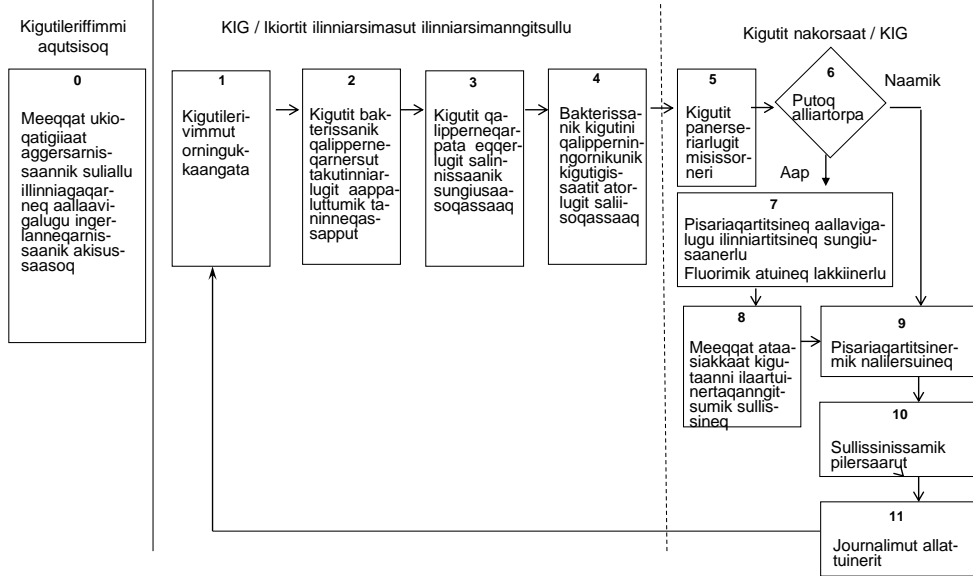 Kigutileriffimmi
aqutsisoq
KIG / Ikiortit ilinniarsimasut ilinniarsimanngitsullu
Kigutit nakorsaat / KIG
0
Meeqqat ukio-
qatigiiaat
aggersarnis-
saannik suliallu
illinniagaqar-
neq aallaavi-
galugu inger-
lanneqarnis-
saanik akisus-
saasoq
1
Kigutileri-
vimmut
orninguk-
kaangata
2
Kigutit bak-
terissanik
qalipperne-
qarnersut
takutinniar-
lugit aappa-
luttumik ta-
ninneqas-
sapput
3
Kigutit qa-
lipperneqar-
pata eqqer-
lugit salin-
nissaanik
sungiusaa-
soqassaaq
4
Bakterissa-
nik kigutini
qalippernin-
ngornikunik
kigutigis-
saatit ator-
lugit salii-
soqassaaq
5
Kigutit
panerse-
riarlugit
misissor-
neri
6
Putoq
alliartorpa
Naamik
Aap
7
Pisariaqartitsineq aallaviga-
lugu ilinniartitsineq sungiu-
saanerlu
Fluorimik atuineq lakkiinerlu
8
Meeqqat ataa-
siakkaat kigu-
taanni ilaartui-
nertaqanngit-
sumik sullis-
sineq
9
Pisariaqartitsiner-
mik nalilersuineq
10
Sullissinissamik
pilersaarut
11
Journalimut allat-
tuinerit